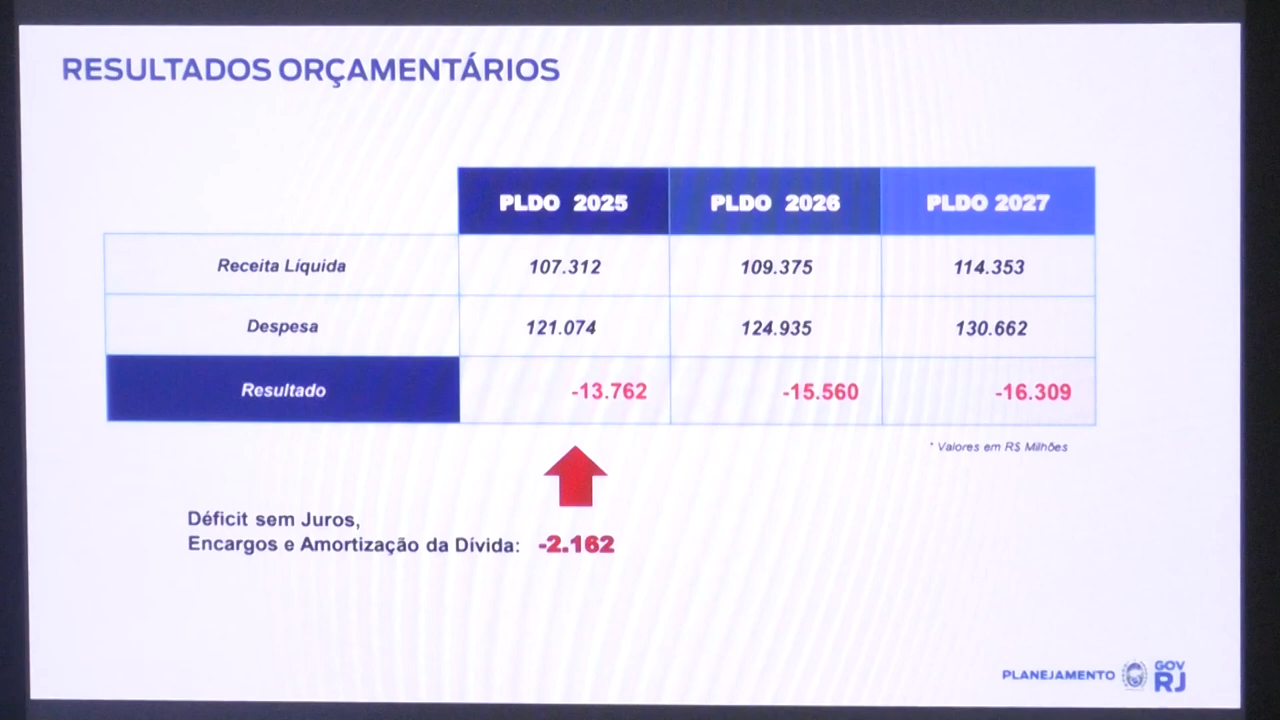 RESULTADOS ORÇAMENTÁRIOS
PLDO 2025 PLDO 2026 PLDO 2027
Receita Líquida 107.312 109.375 114.353
Despesa 121.074 124.935 130.662
Resultado -13.762 -15.560 -16.309
* Valores em R$ Milhões
Déficit sem Juros,
Encargos e Amortização da Dívida: -2.162
PLANEJAMENTO
GOV
RJ